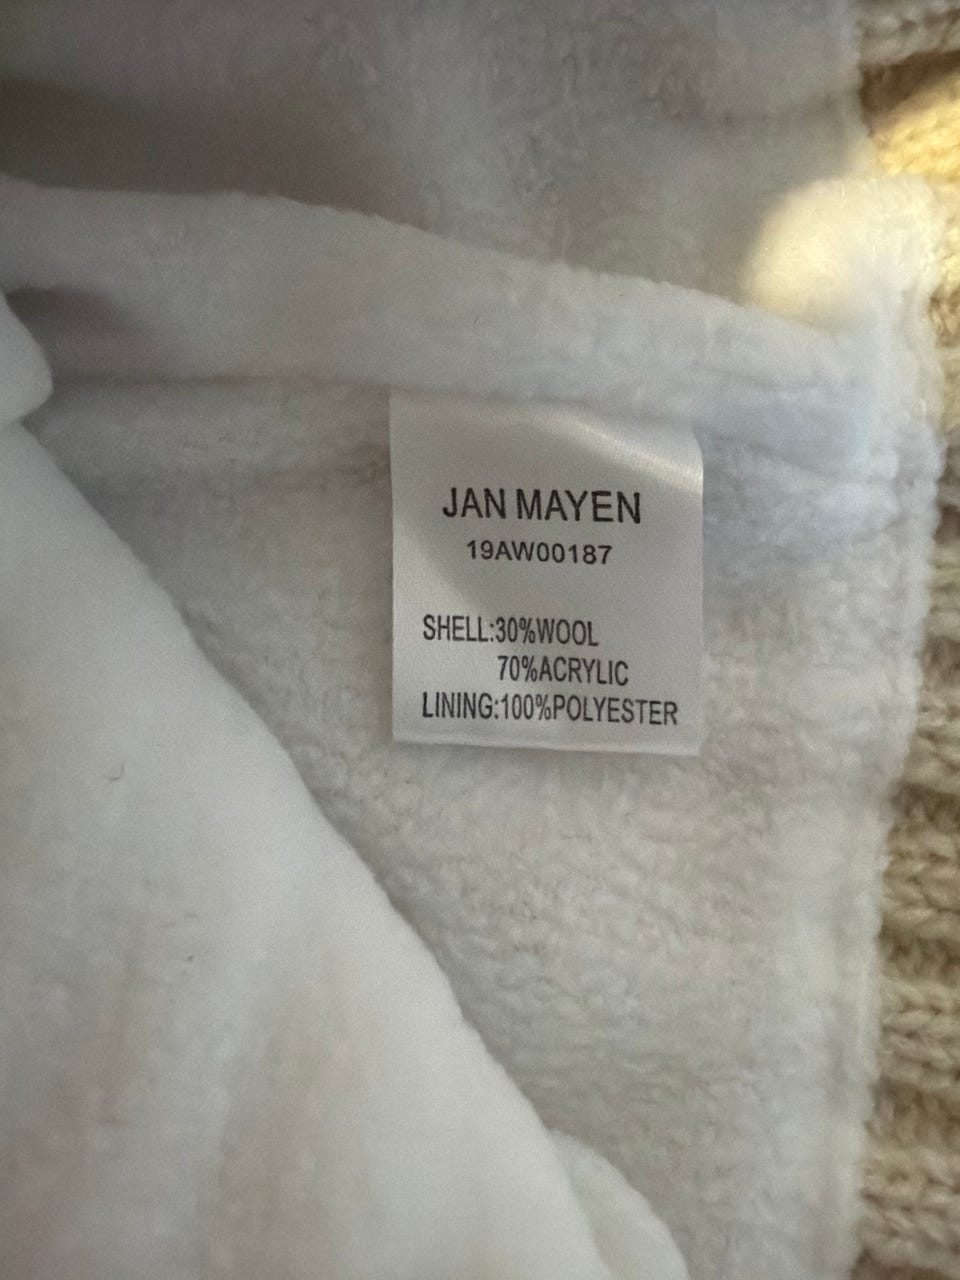 JAN MAYEN
19AW00187
SHELL:30%WOOL
70%ACRYLIC
LINING:100%POLYESTER